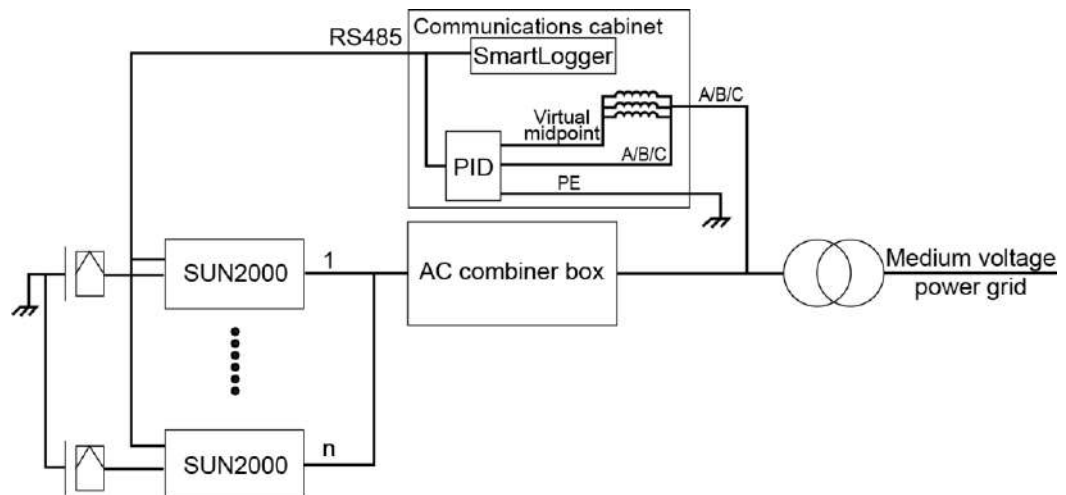 Communications cabinet
RS485
SmartLogger
A/B/C
Virtual
midpoint
A/B/C
PID
PE
SUN2000
1
AC combiner box
Medium voltage
power grid
SUN2000
n